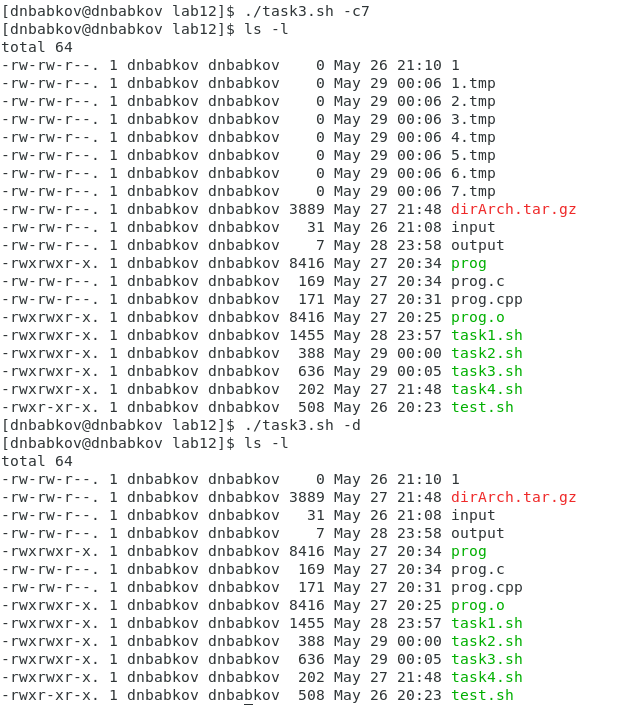 [dnbabkov@dnbabkov lab12]$ ./task3.sh -c7
[dnbabkov@dnbabkov lab12]$ ls -l
total 64
-rw-rw-r--. 1 dnbabkov dnbabkov    0 May 26 21:10 1
-rw-rw-r--. 1 dnbabkov dnbabkov    0 May 29 00:06 1.tmp
-rw-rw-r--. 1 dnbabkov dnbabkov    0 May 29 00:06 2.tmp
-rw-rw-r--. 1 dnbabkov dnbabkov    0 May 29 00:06 3.tmp
-rw-rw-r--. 1 dnbabkov dnbabkov    0 May 29 00:06 4.tmp
-rw-rw-r--. 1 dnbabkov dnbabkov    0 May 29 00:06 5.tmp
-rw-rw-r--. 1 dnbabkov dnbabkov    0 May 29 00:06 6.tmp
-rw-rw-r--. 1 dnbabkov dnbabkov    0 May 29 00:06 7.tmp
-rw-rw-r--. 1 dnbabkov dnbabkov 3889 May 27 21:48 dirArch.tar.gz
-rw-rw-r--. 1 dnbabkov dnbabkov   31 May 26 21:08 input
-rw-rw-r--. 1 dnbabkov dnbabkov    7 May 28 23:58 output
-rwxrwxr-x. 1 dnbabkov dnbabkov 8416 May 27 20:34 prog
-rw-rw-r--. 1 dnbabkov dnbabkov  169 May 27 20:34 prog.c
-rw-rw-r--. 1 dnbabkov dnbabkov  171 May 27 20:31 prog.cpp
-rwxrwxr-x. 1 dnbabkov dnbabkov 8416 May 27 20:25 prog.o
-rwxrwxr-x. 1 dnbabkov dnbabkov 1455 May 28 23:57 task1.sh
-rwxrwxr-x. 1 dnbabkov dnbabkov  388 May 29 00:00 task2.sh
-rwxrwxr-x. 1 dnbabkov dnbabkov  636 May 29 00:05 task3.sh
-rwxrwxr-x. 1 dnbabkov dnbabkov  202 May 27 21:48 task4.sh
-rwxr-xr-x. 1 dnbabkov dnbabkov  508 May 26 20:23 test.sh
[dnbabkov@dnbabkov lab12]$ ./task3.sh -d
[dnbabkov@dnbabkov lab12]$ ls -l
total 64
-rw-rw-r--. 1 dnbabkov dnbabkov    0 May 26 21:10 1
-rw-rw-r--. 1 dnbabkov dnbabkov 3889 May 27 21:48 dirArch.tar.gz
-rw-rw-r--. 1 dnbabkov dnbabkov   31 May 26 21:08 input
-rw-rw-r--. 1 dnbabkov dnbabkov    7 May 28 23:58 output
-rwxrwxr-x. 1 dnbabkov dnbabkov 8416 May 27 20:34 prog
-rw-rw-r--. 1 dnbabkov dnbabkov  169 May 27 20:34 prog.c
-rw-rw-r--. 1 dnbabkov dnbabkov  171 May 27 20:31 prog.cpp
-rwxrwxr-x. 1 dnbabkov dnbabkov 8416 May 27 20:25 prog.o
-rwxrwxr-x. 1 dnbabkov dnbabkov 1455 May 28 23:57 task1.sh
-rwxrwxr-x. 1 dnbabkov dnbabkov  388 May 29 00:00 task2.sh
-rwxrwxr-x. 1 dnbabkov dnbabkov  636 May 29 00:05 task3.sh
-rwxrwxr-x. 1 dnbabkov dnbabkov  202 May 27 21:48 task4.sh
-rwxr-xr-x. 1 dnbabkov dnbabkov  508 May 26 20:23 test.sh